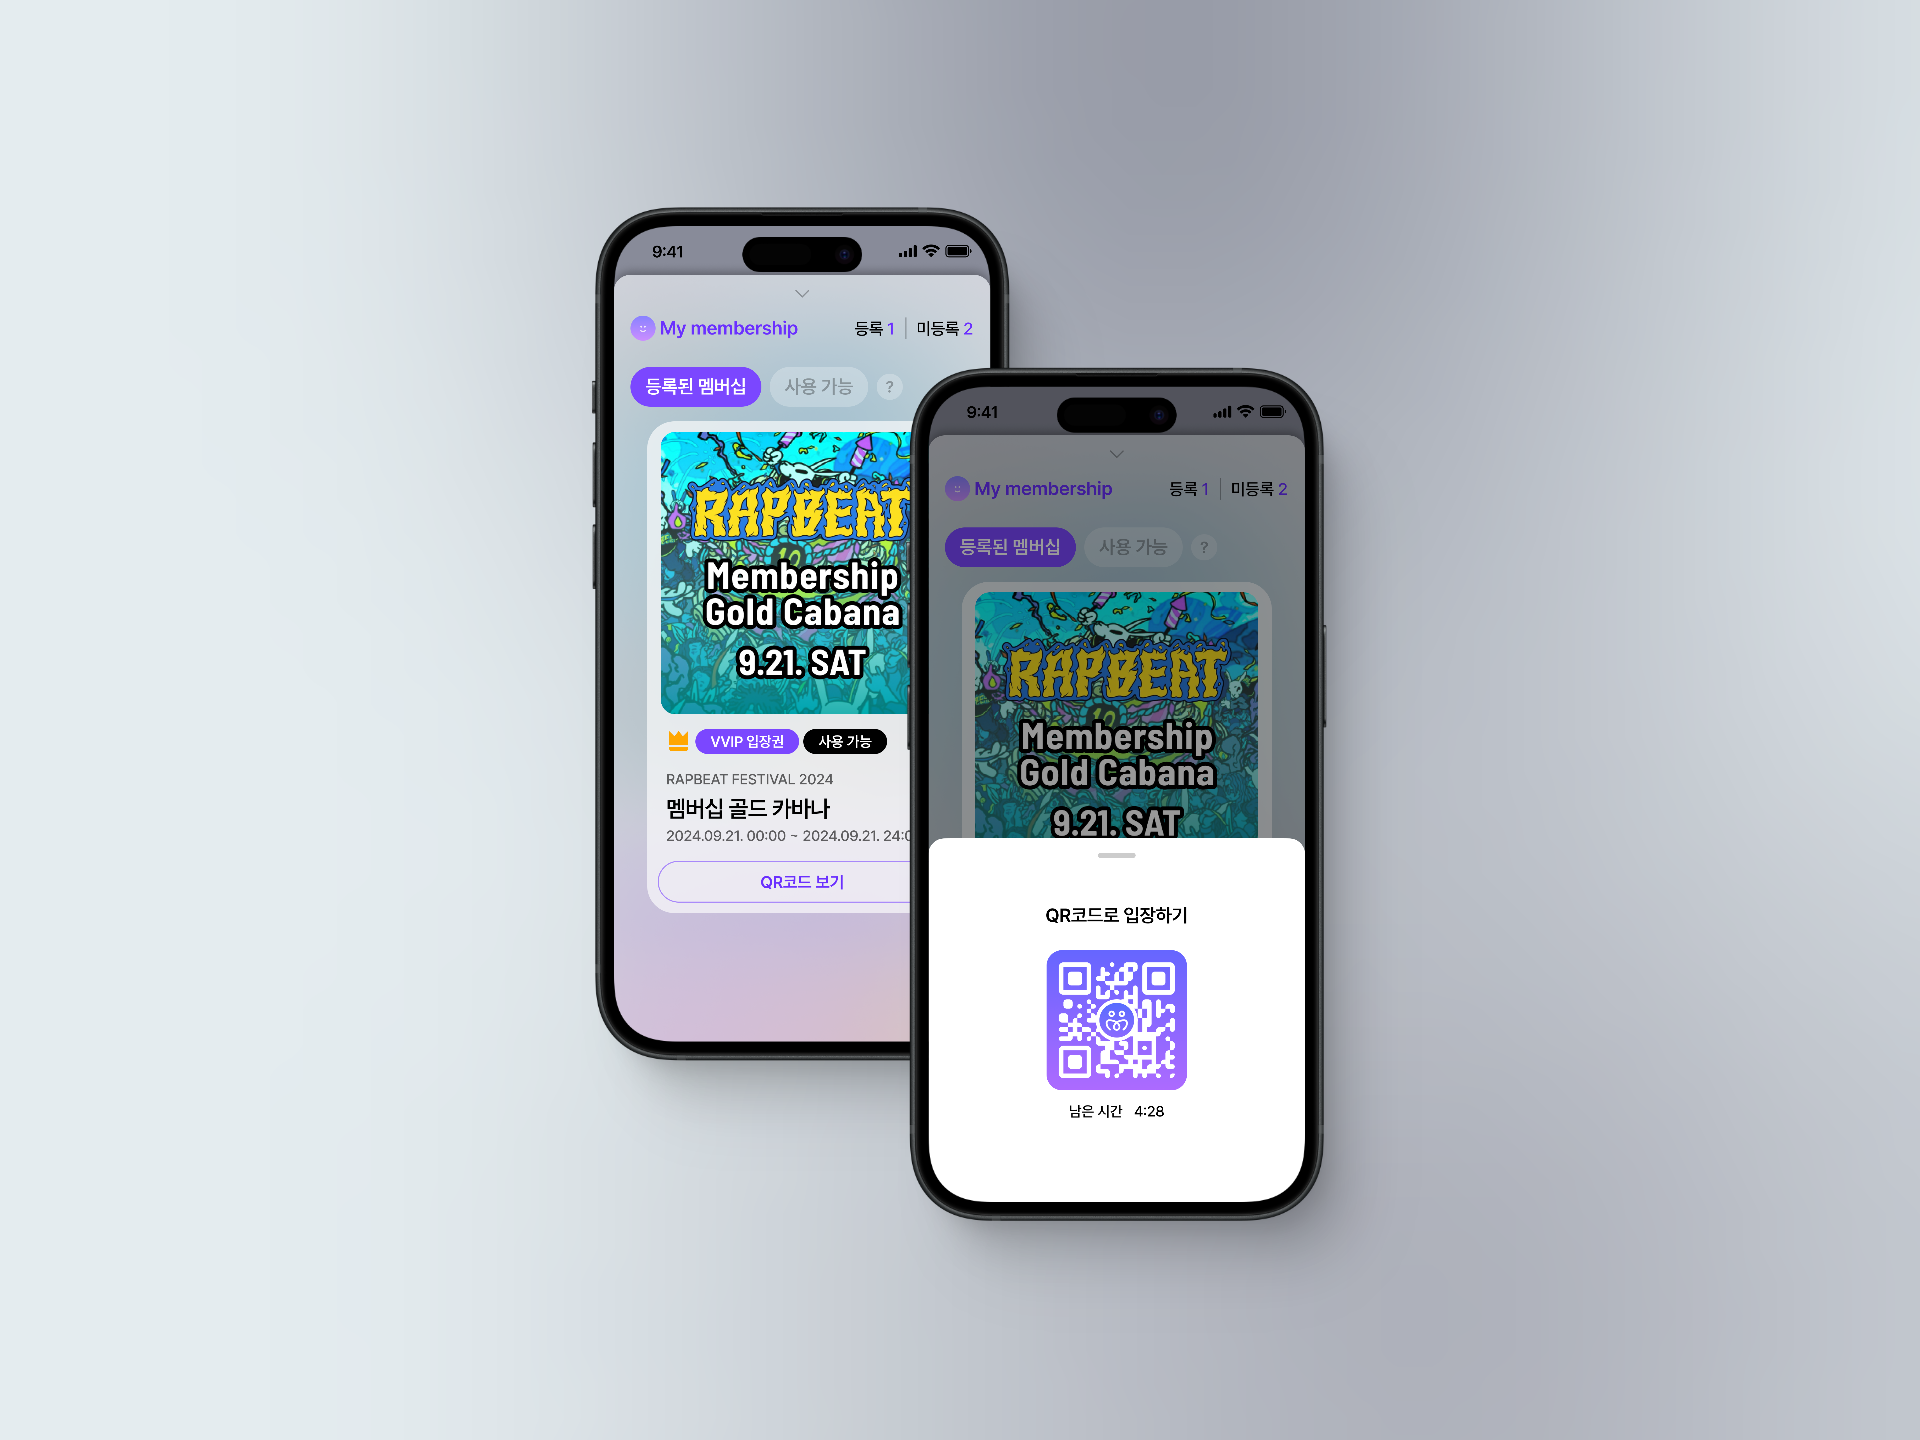 9:41
My membership
등록 1 미등록 2
등록된 멤버십 사용 가능 ?
RAPBEAT
10
Membership
Gold Cabana
9.21. SAT
VVIP 입장권 사용 가능
RAPBEAT FESTIVAL 2024
멤버십 골드 카바나
2024.09.21. 00:00 ~ 2024.09.21. 24:0
QR코드 보기
9:41
My membership
등록 1 미등록 2
등록된 멤버십 사용 가능 ?
RAPBEAT
10
Membership
Gold Cabana
9.21. SAT
QR코드로 입장하기
남은 시간 4:28